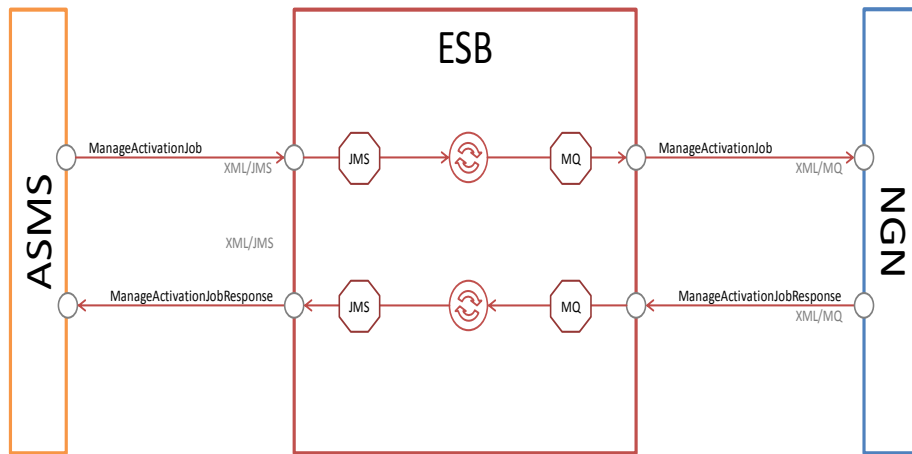 ESB
ASMS
NGN
ManageActivationJob
XML/JMS
JMS
MQ
ManageActivationJob
XML/MQ
XML/JMS
ManageActivationJobResponse
JMS
MQ
ManageActivationJobResponse
XML/MQ